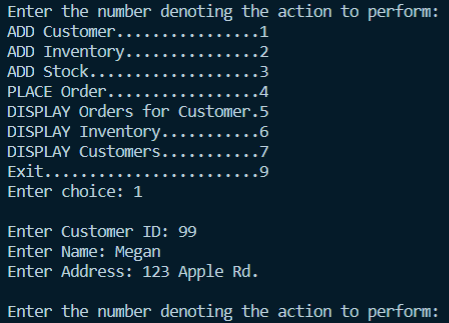 Enter the number denoting the action to perform:
ADD Customer................1
ADD Inventory...............2
ADD Stock...................3
PLACE Order.................4
DISPLAY Orders for Customer.5
DISPLAY Inventory...........6
DISPLAY Customers...........7
Exit........................9
Enter choice: 1
Enter Customer ID: 99
Enter Name: Megan
Enter Address: 123 Apple Rd.
Enter the number denoting the action to perform: